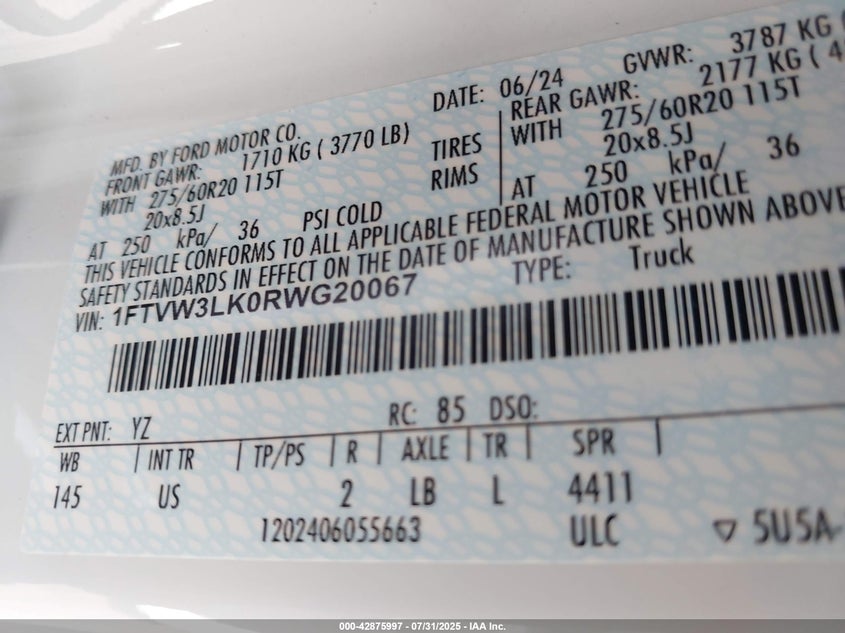 MFD. BY FORD MOTOR CO.
DATE: 06/24
GVWR: 3787 KG (
FRONT GAWR: 1710 KG ( 3770 LB)
REAR GAWR: 2177 KG ( 4
WITH 275/60R20 115T
TIRES
WITH 275/60R20 115T
20x8.5J
RIMS
20x8.5J
AT 250 kPa/ 36 PSI COLD
AT 250 kPa/ 36
THIS VEHICLE CONFORMS TO ALL APPLICABLE FEDERAL MOTOR VEHICLE
SAFETY STANDARDS IN EFFECT ON THE DATE OF MANUFACTURE SHOWN ABOVE
VIN: 1FTVW3LK0RWG20067
TYPE: Truck
EXT PNT: YZ
RC: 85 DSO:
WB INT TR TP/PS R AXLE TR SPR
145 US 2 LB L 4411
1202406055663 ULC 5U5A-
000-42875997 • 07/31/2025 • IAA Inc.